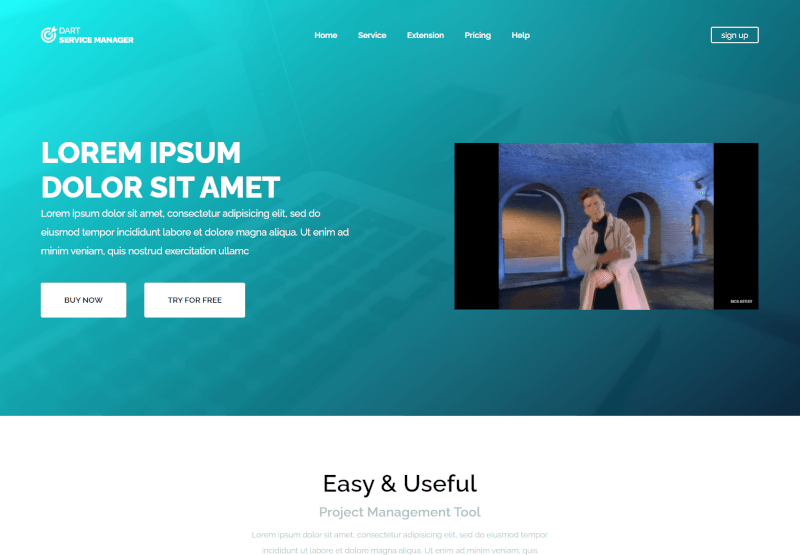 DART
SERVICE MANAGER
Home
Service
Extension
Pricing
Help
sign up
LOREM IPSUM
DOLOR SIT AMET
Lorem ipsum dolor sit amet, consectetur adipisicing elit, sed do
eiusmod tempor incididunt labore et dolore magna aliqua. Ut enim ad
minim veniam, quis nostrud exercitation ullamc
BUY NOW
TRY FOR FREE
RICK ASTLEY
Easy & Useful
Project Management Tool
Lorem ipsum dolor sit amet, consectetur adipisicing elit, sed do eiusmod tempor
incididunt ut labore et dolore magna aliqua. Ut enim ad minim veniam, quis